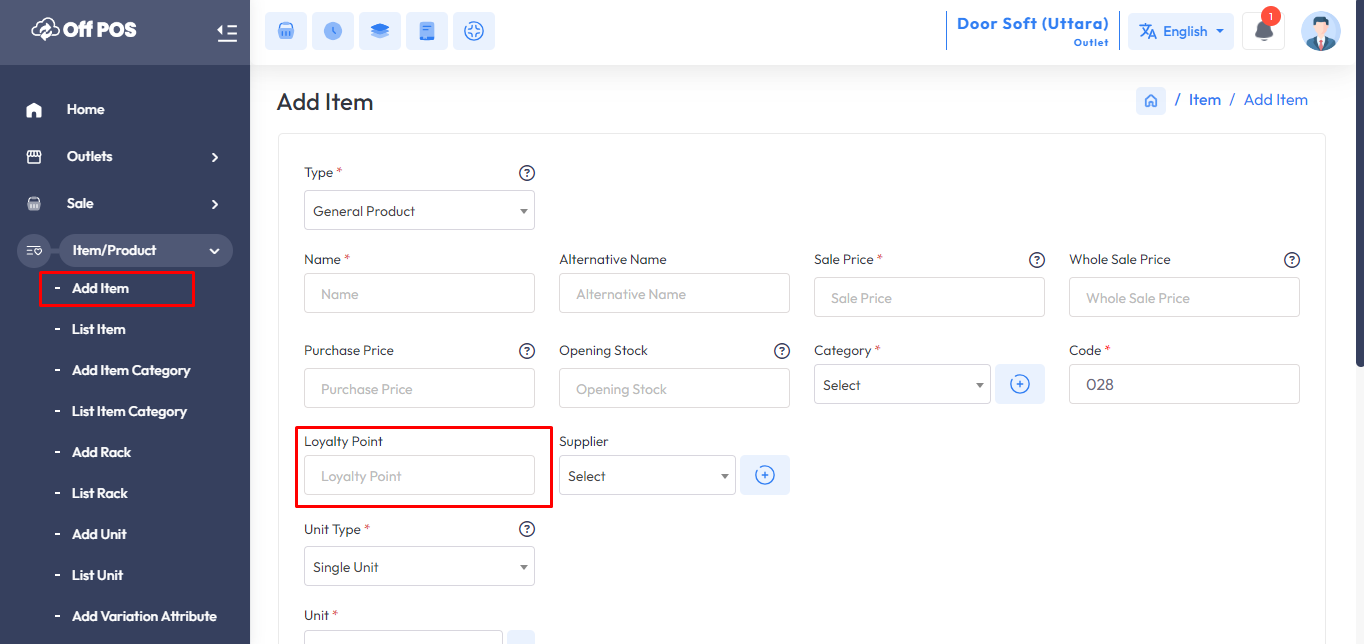 Off POS
Home
Outlets
Sale
Item/Product
- Add Item
- List Item
- Add Item Category
- List Item Category
- Add Rack
- List Rack
- Add Unit
- List Unit
- Add Variation Attribute
Door Soft (Uttara)
Outlet
English
1
Add Item
/ Item / Add Item
Type *
General Product
Name * Alternative Name Sale Price * Whole Sale Price
Name Alternative Name Sale Price Whole Sale Price
Purchase Price Opening Stock Category * Code *
Purchase Price Opening Stock Select 028
Loyalty Point Supplier
Loyalty Point Select
Unit Type *
Single Unit
Unit *